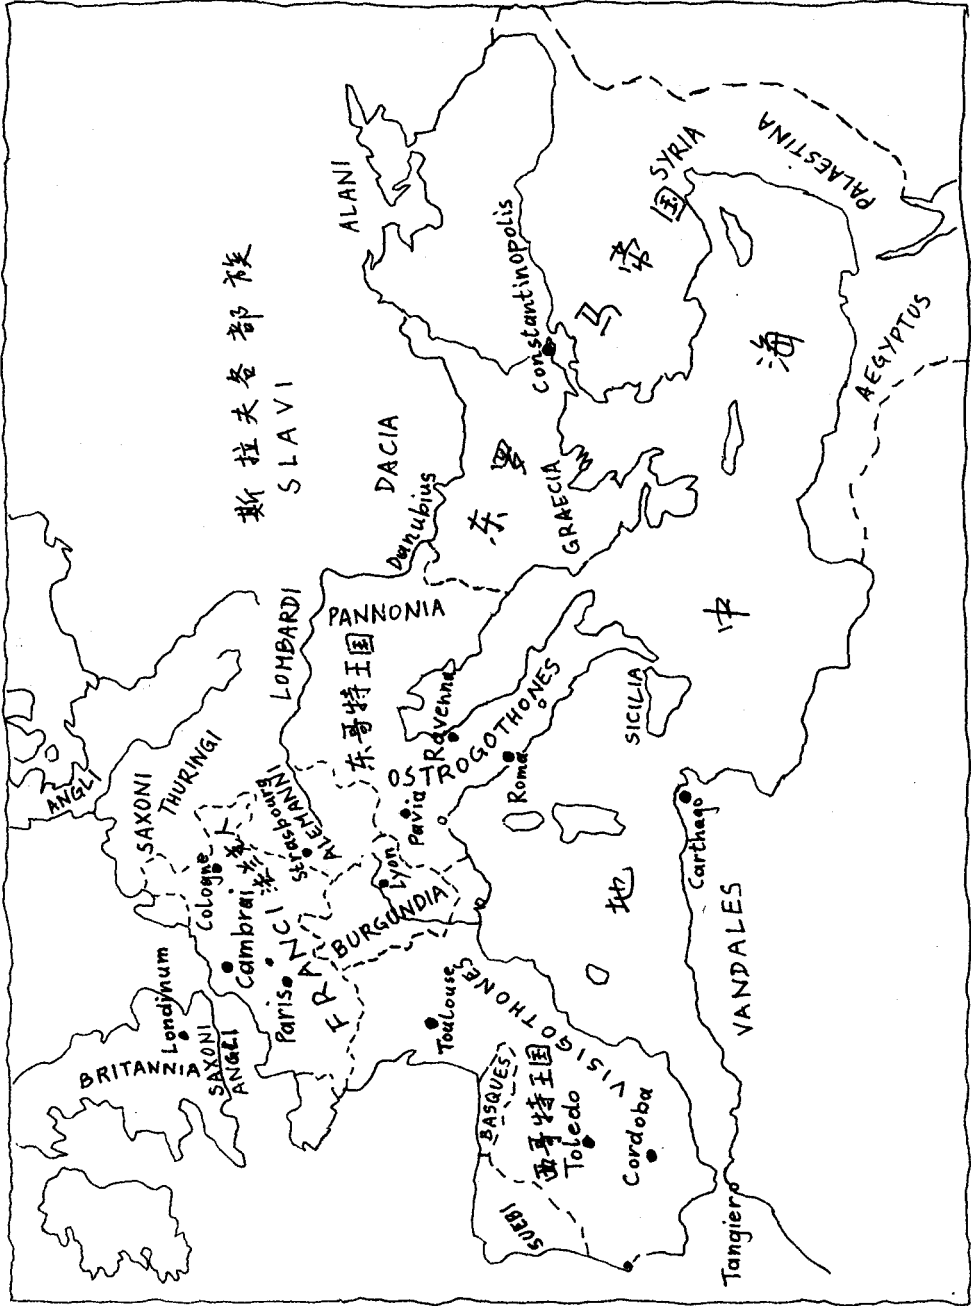 BRITANNIA
Londinum
SAXONI
ANGLI
ANGLI
SAXONI
THURINGI
LOMBARDI
斯拉夫各部族
SLAVI
ALANI
Cologne
Cambrai
Paris
FRANCI
法兰克人
Strasbourg
ALEMANNI
BURGUNDIA
Lyon
Pavia
Ravenna
Roma
东哥特王国
OSTROGOTHONES
PANNONIA
DACIA
Danubius
东罗马帝国
Constantinopolis
GRAECIA
SYRIA
PALAESTINA
AEGYPTUS
Toulouse
VISIGOTHONES
BASQUES
西哥特王国
Toledo
Cordoba
SUEBI
Tangiero
VANDALES
Carthago
SICILIA
地中海